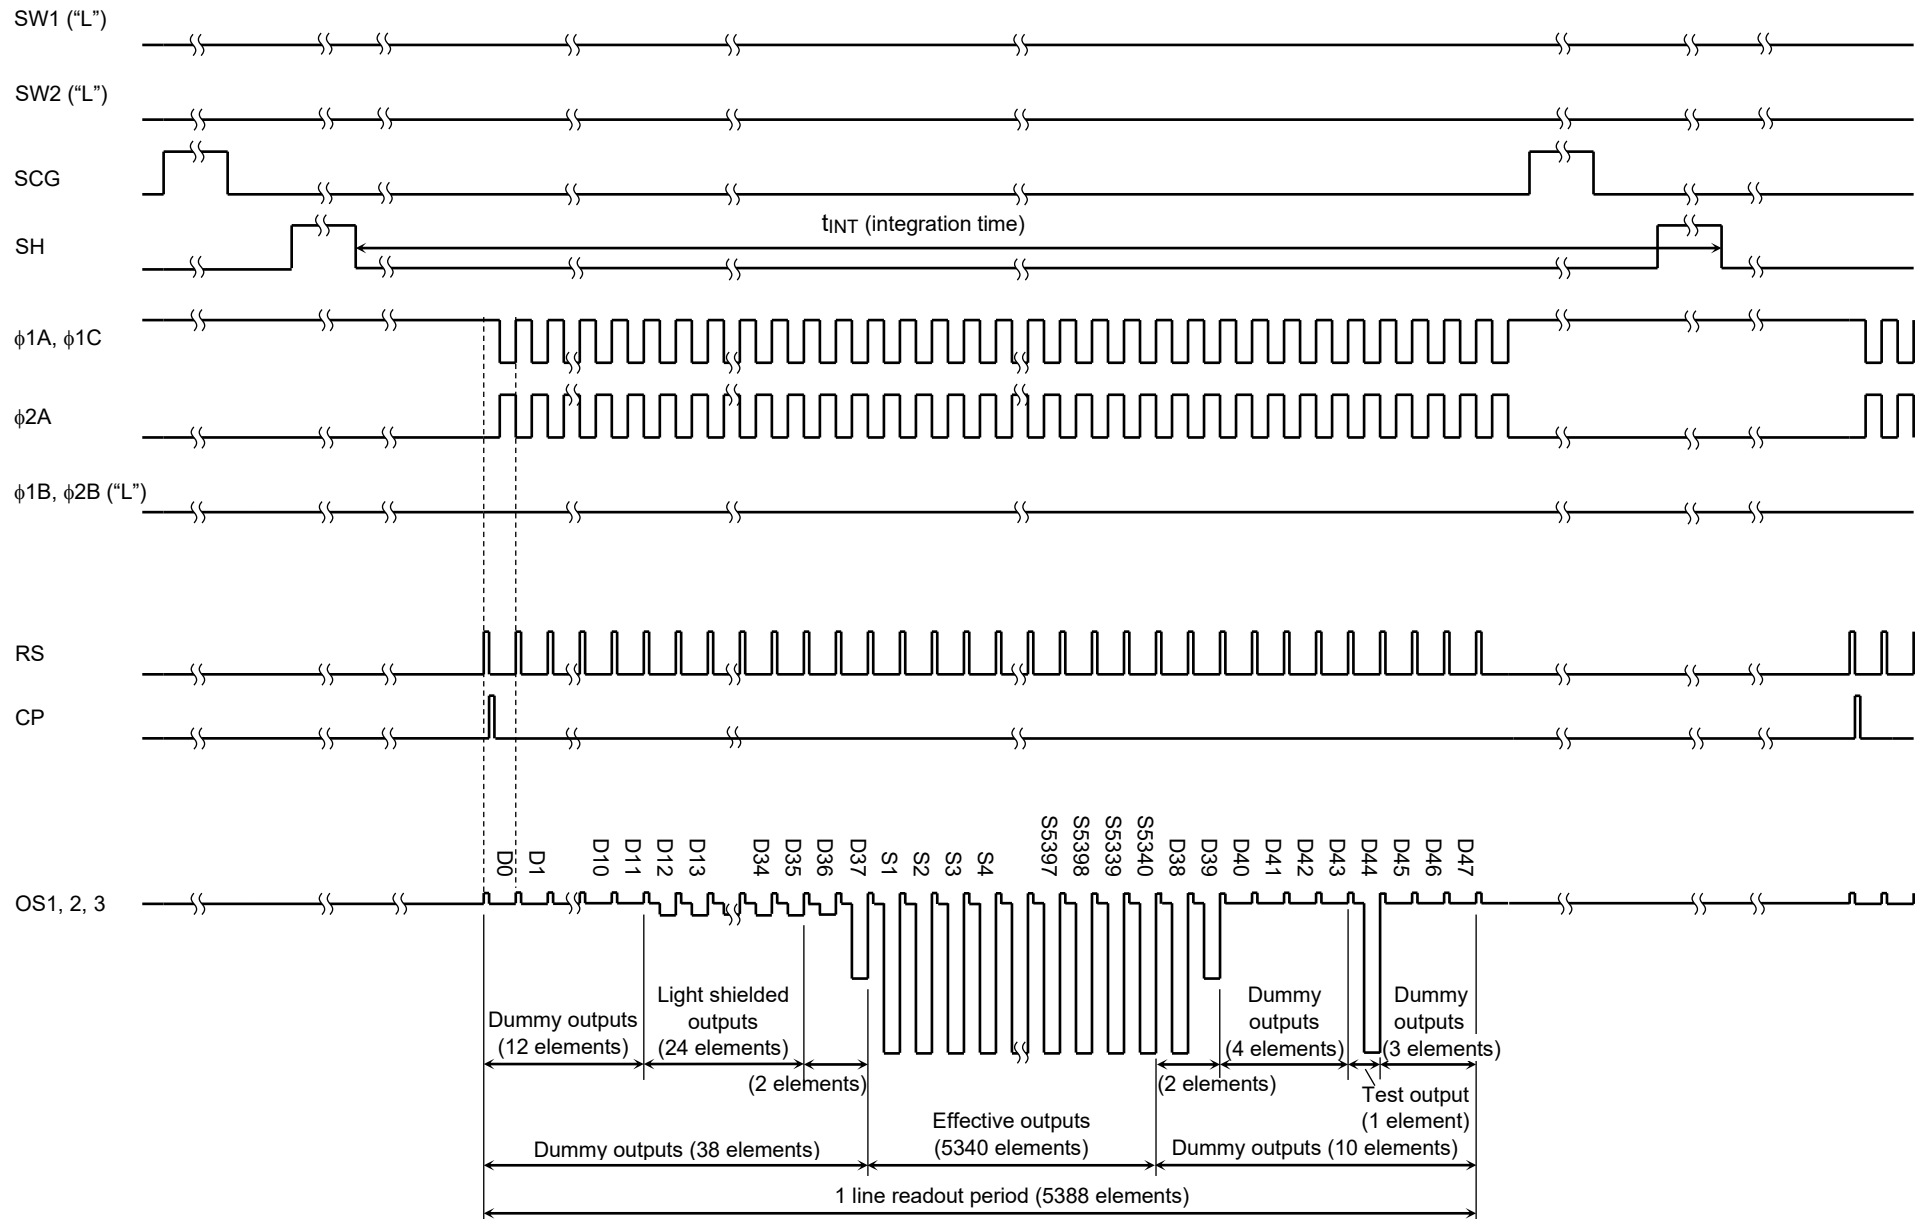 SW1 (“L”)
SW2 (“L”)
SCG
SH
tINT (integration time)
ϕ1A, ϕ1C
ϕ2A
ϕ1B, ϕ2B (“L”)
RS
CP
OS1, 2, 3
D0
D1
D10
D11
D12
D13
D34
D35
D36
D37
S1
S2
S3
S4
S5397
S5398
S5339
S5340
D38
D39
D40
D41
D42
D43
D44
D45
D46
D47
Dummy outputs
(12 elements)
Light shielded
outputs
(24 elements)
(2 elements)
(2 elements)
Dummy
outputs
(4 elements)
Dummy
outputs
(3 elements)
Test output
(1 element)
Dummy outputs (38 elements)
Effective outputs
(5340 elements)
Dummy outputs (10 elements)
1 line readout period (5388 elements)